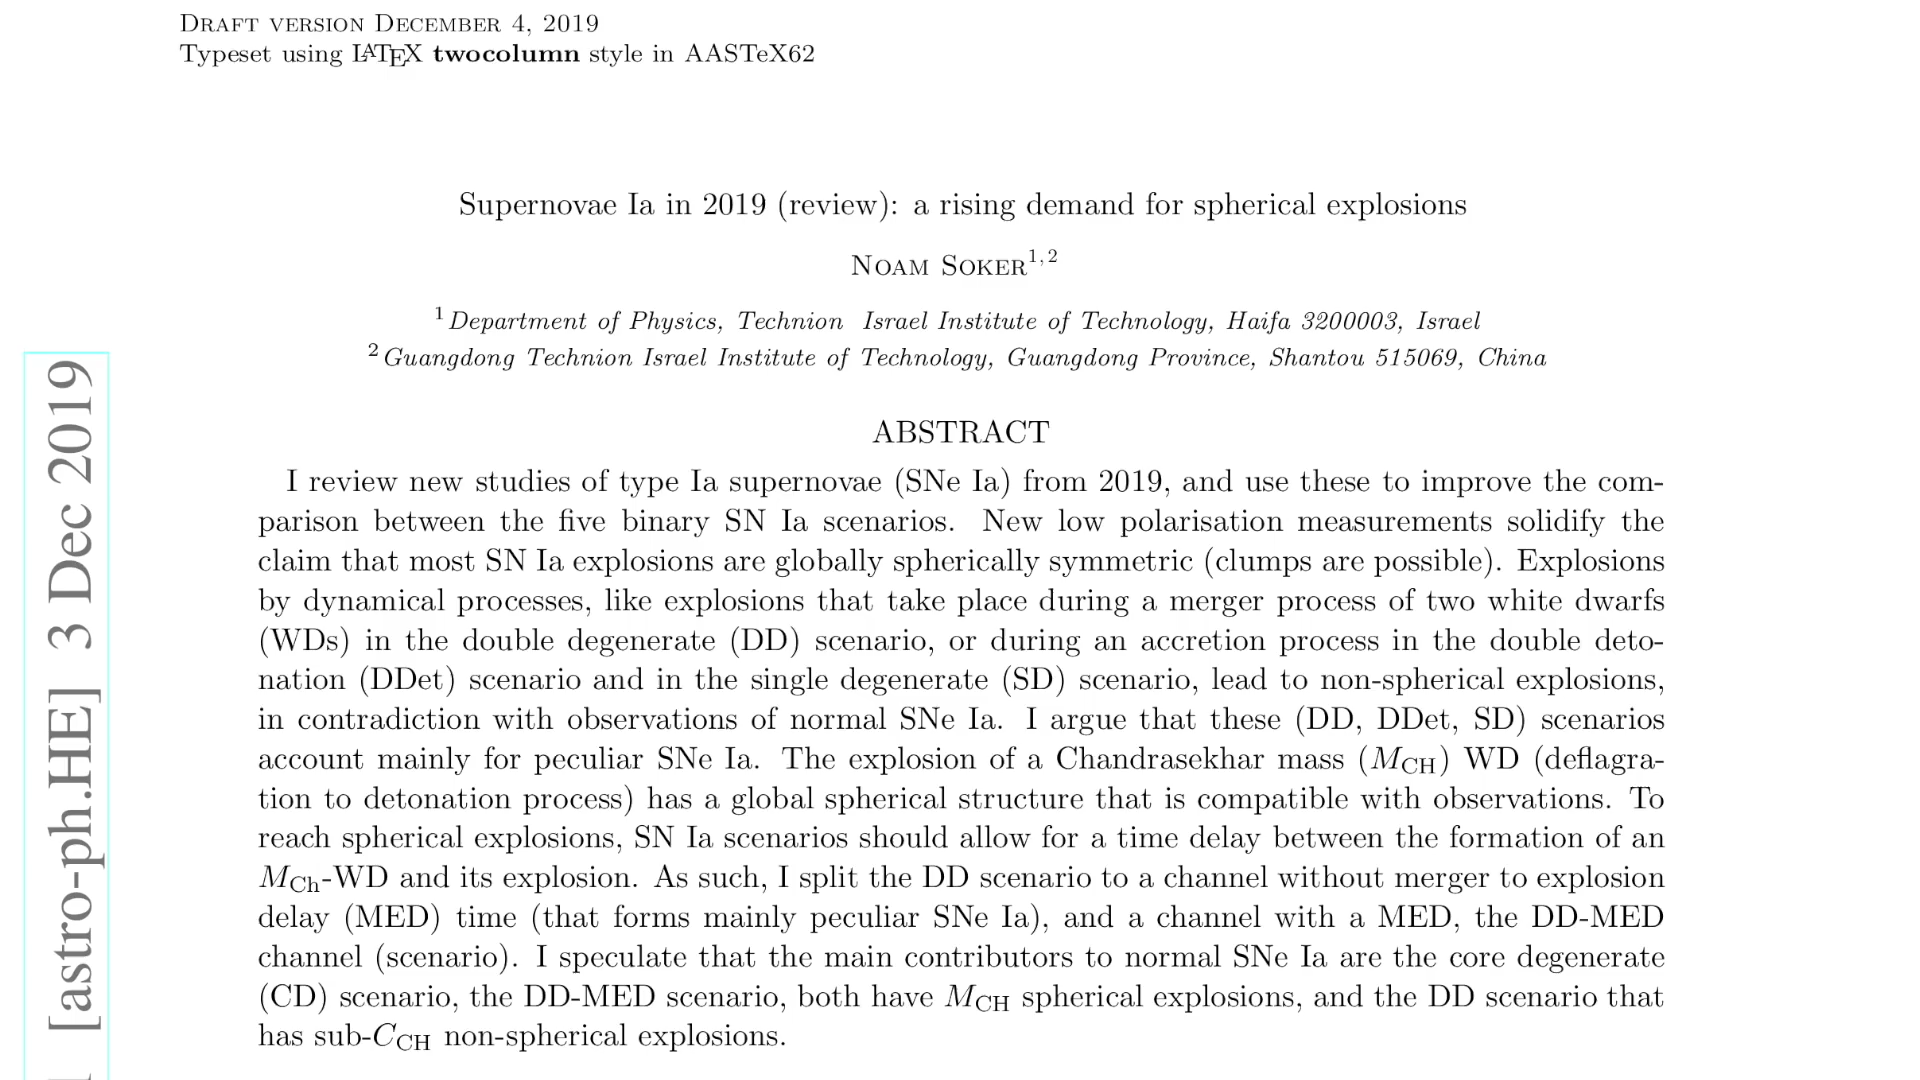 DRAFT VERSION DECEMBER 4, 2019
Typeset using LATEX twocolumn style in AASTeX62
Supernovae Ia in 2019 (review): a rising demand for spherical explosions
NOAM SOKER1,2
1Department of Physics, Technion Israel Institute of Technology, Haifa 3200003, Israel
2Guangdong Technion Israel Institute of Technology, Guangdong Province, Shantou 515069, China
ABSTRACT
I review new studies of type Ia supernovae (SNe Ia) from 2019, and use these to improve the com-
parison between the five binary SN Ia scenarios. New low polarisation measurements solidify the
claim that most SN Ia explosions are globally spherically symmetric (clumps are possible). Explosions
by dynamical processes, like explosions that take place during a merger process of two white dwarfs
(WDs) in the double degenerate (DD) scenario, or during an accretion process in the double deto-
nation (DDet) scenario and in the single degenerate (SD) scenario, lead to non-spherical explosions,
in contradiction with observations of normal SNe Ia. I argue that these (DD, DDet, SD) scenarios
account mainly for peculiar SNe Ia. The explosion of a Chandrasekhar mass (MCH) WD (deflagra-
tion to detonation process) has a global spherical structure that is compatible with observations. To
reach spherical explosions, SN Ia scenarios should allow for a time delay between the formation of an
MCh-WD and its explosion. As such, I split the DD scenario to a channel without merger to explosion
delay (MED) time (that forms mainly peculiar SNe Ia), and a channel with a MED, the DD-MED
channel (scenario). I speculate that the main contributors to normal SNe Ia are the core degenerate
(CD) scenario, the DD-MED scenario, both have MCH spherical explosions, and the DD scenario that
has sub-CCH non-spherical explosions.
[astro-ph.HE] 3 Dec 2019